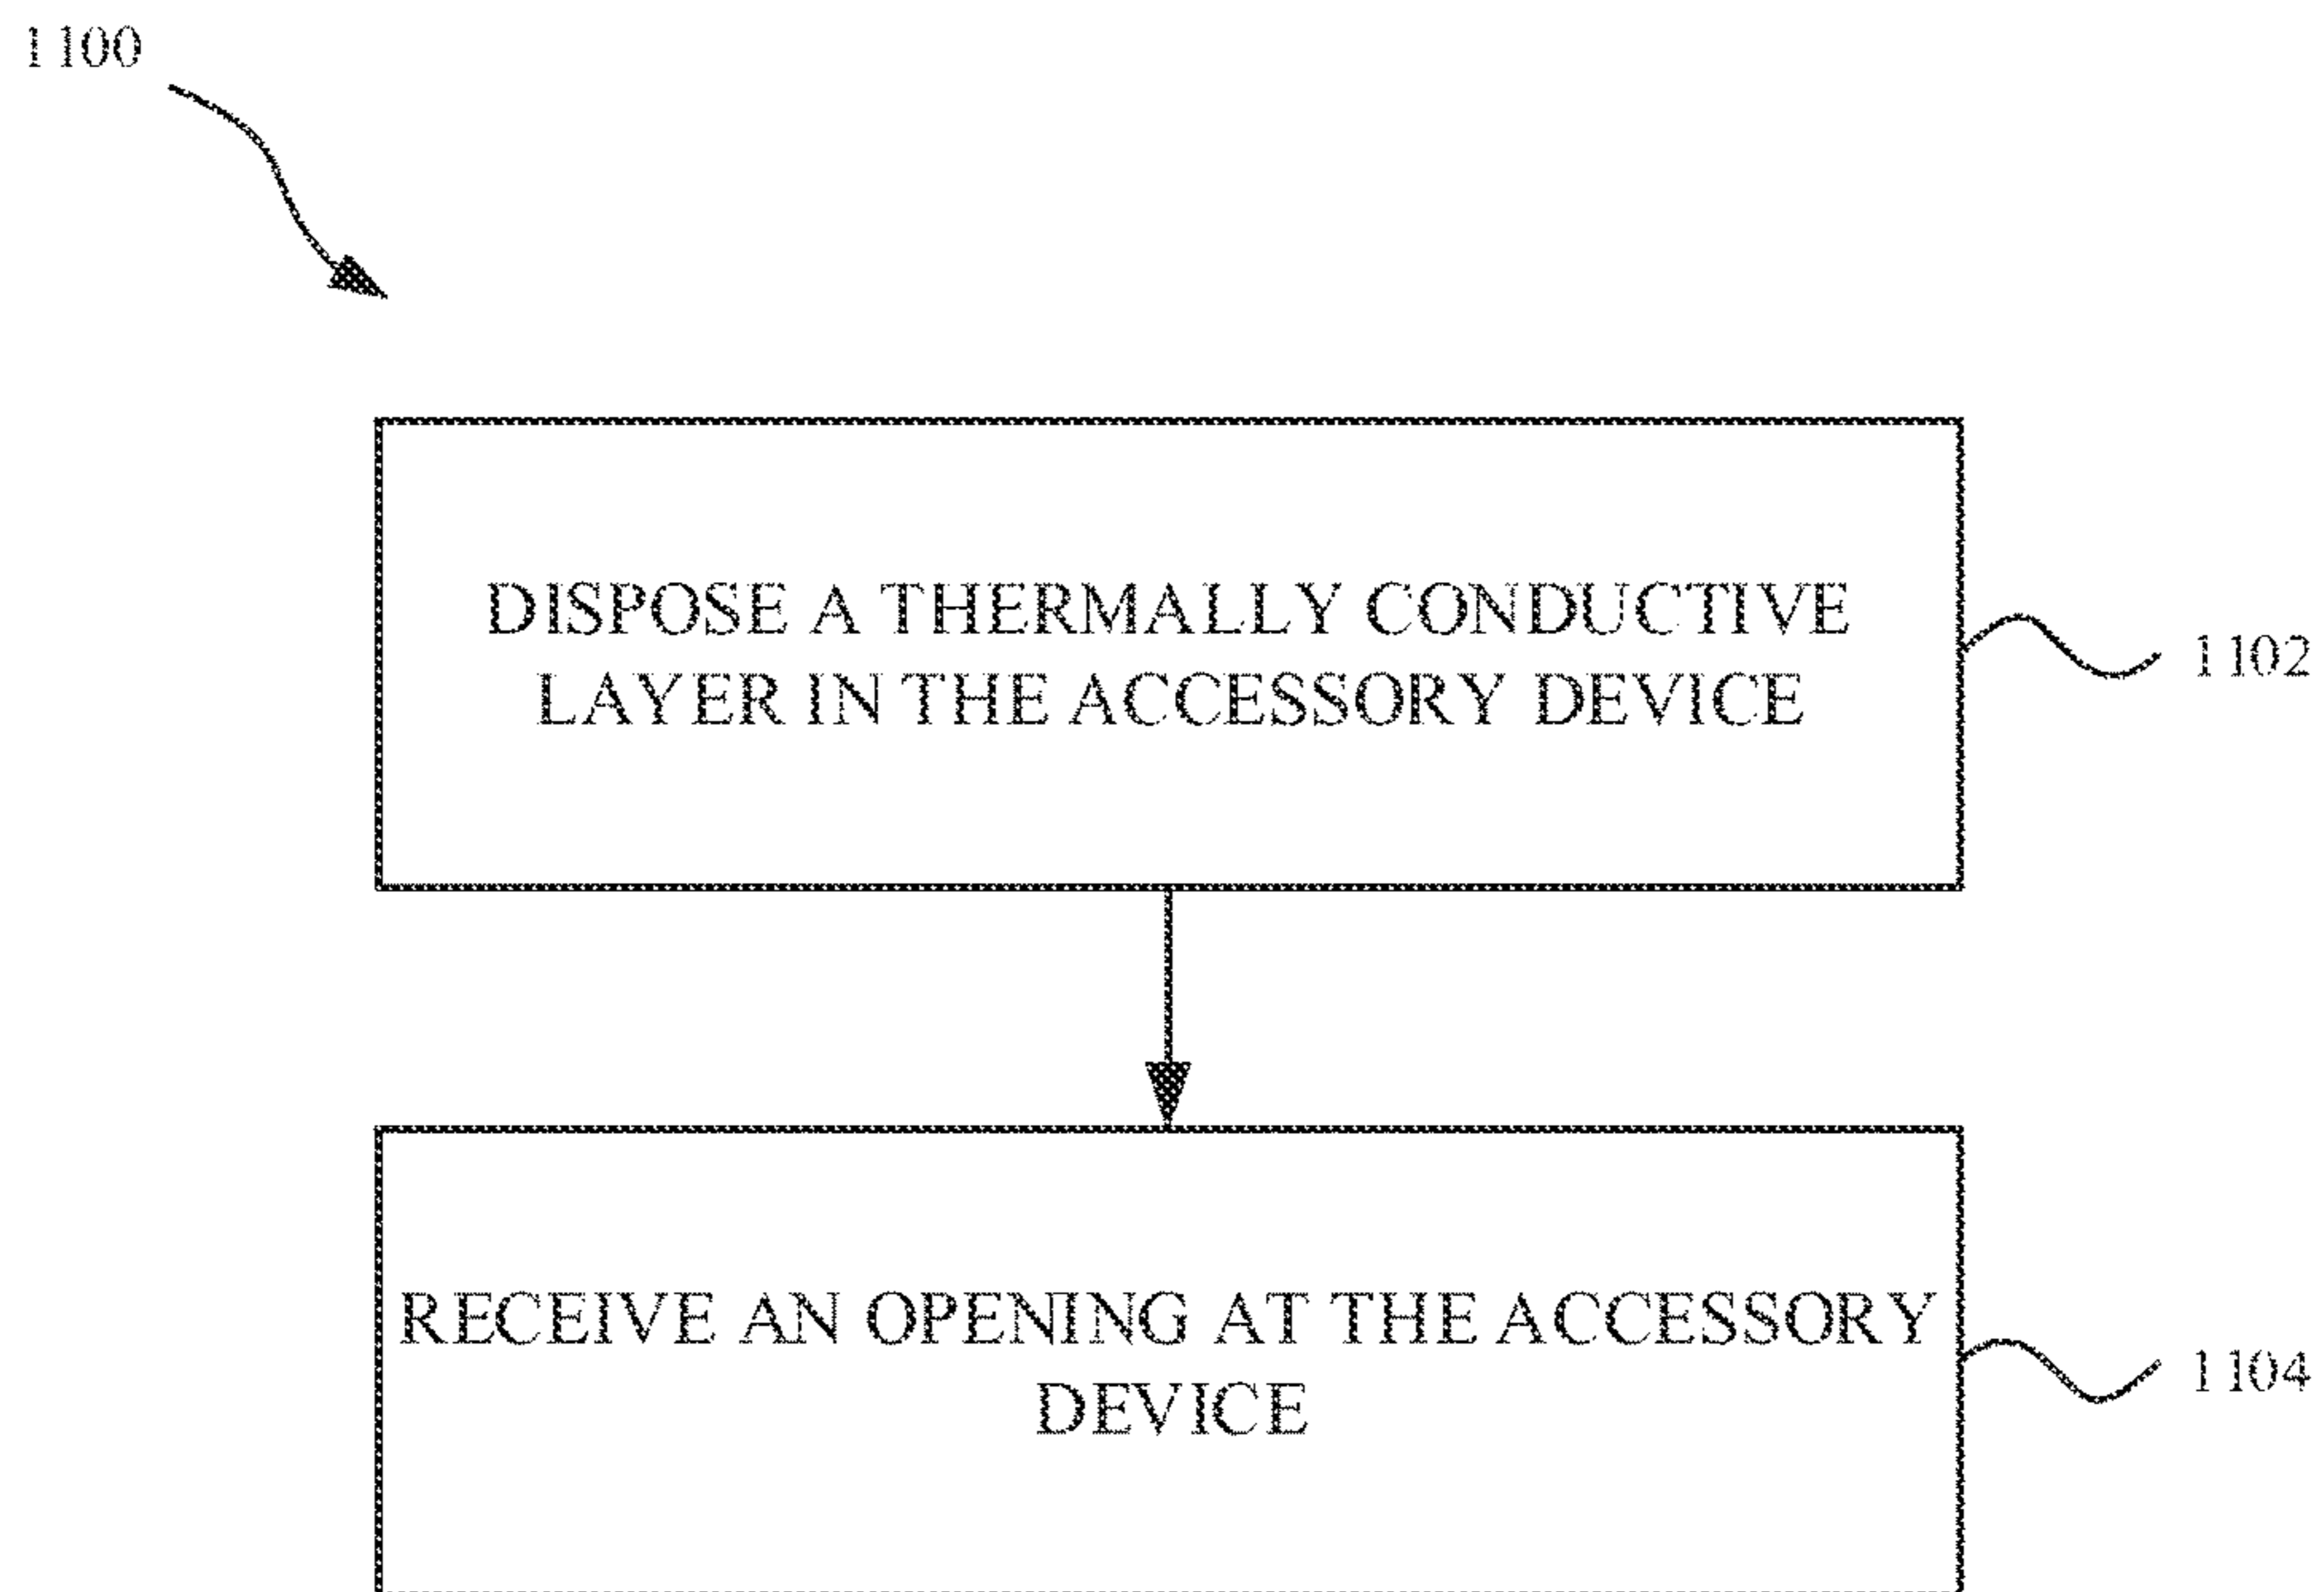 1100
DISPOSE A THERMALLY CONDUCTIVE
LAYER IN THE ACCESSORY DEVICE
1102
RECEIVE AN OPENING AT THE ACCESSORY
DEVICE
1104